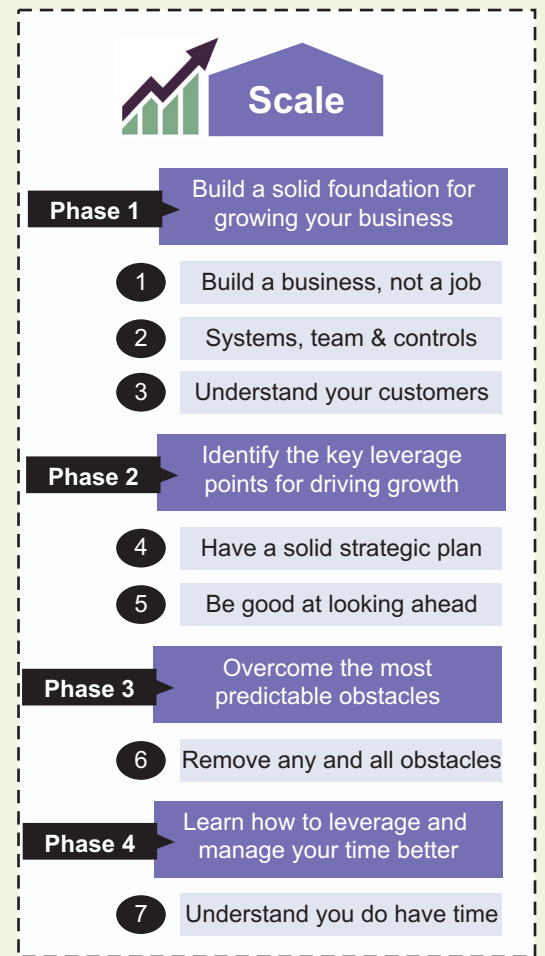 Scale
Phase 1
Build a solid foundation for
growing your business
1 Build a business, not a job
2 Systems, team & controls
3 Understand your customers
Phase 2
Identify the key leverage
points for driving growth
4 Have a solid strategic plan
5 Be good at looking ahead
Phase 3
Overcome the most
predictable obstacles
6 Remove any and all obstacles
Phase 4
Learn how to leverage and
manage your time better
7 Understand you do have time